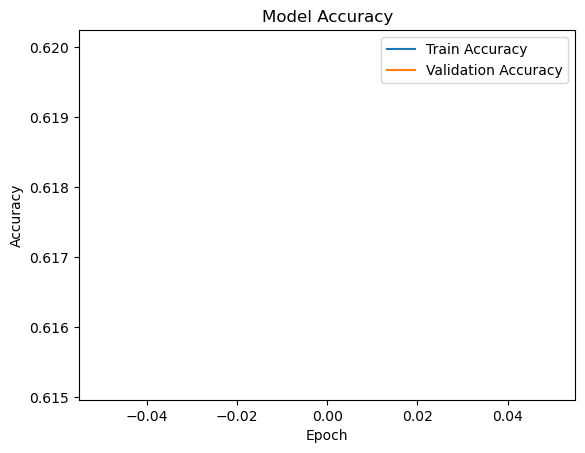 Model Accuracy
Train Accuracy
Validation Accuracy
0.620
0.619
0.618
0.617
0.616
0.615
Accuracy
−0.04
−0.02
0.00
0.02
0.04
Epoch